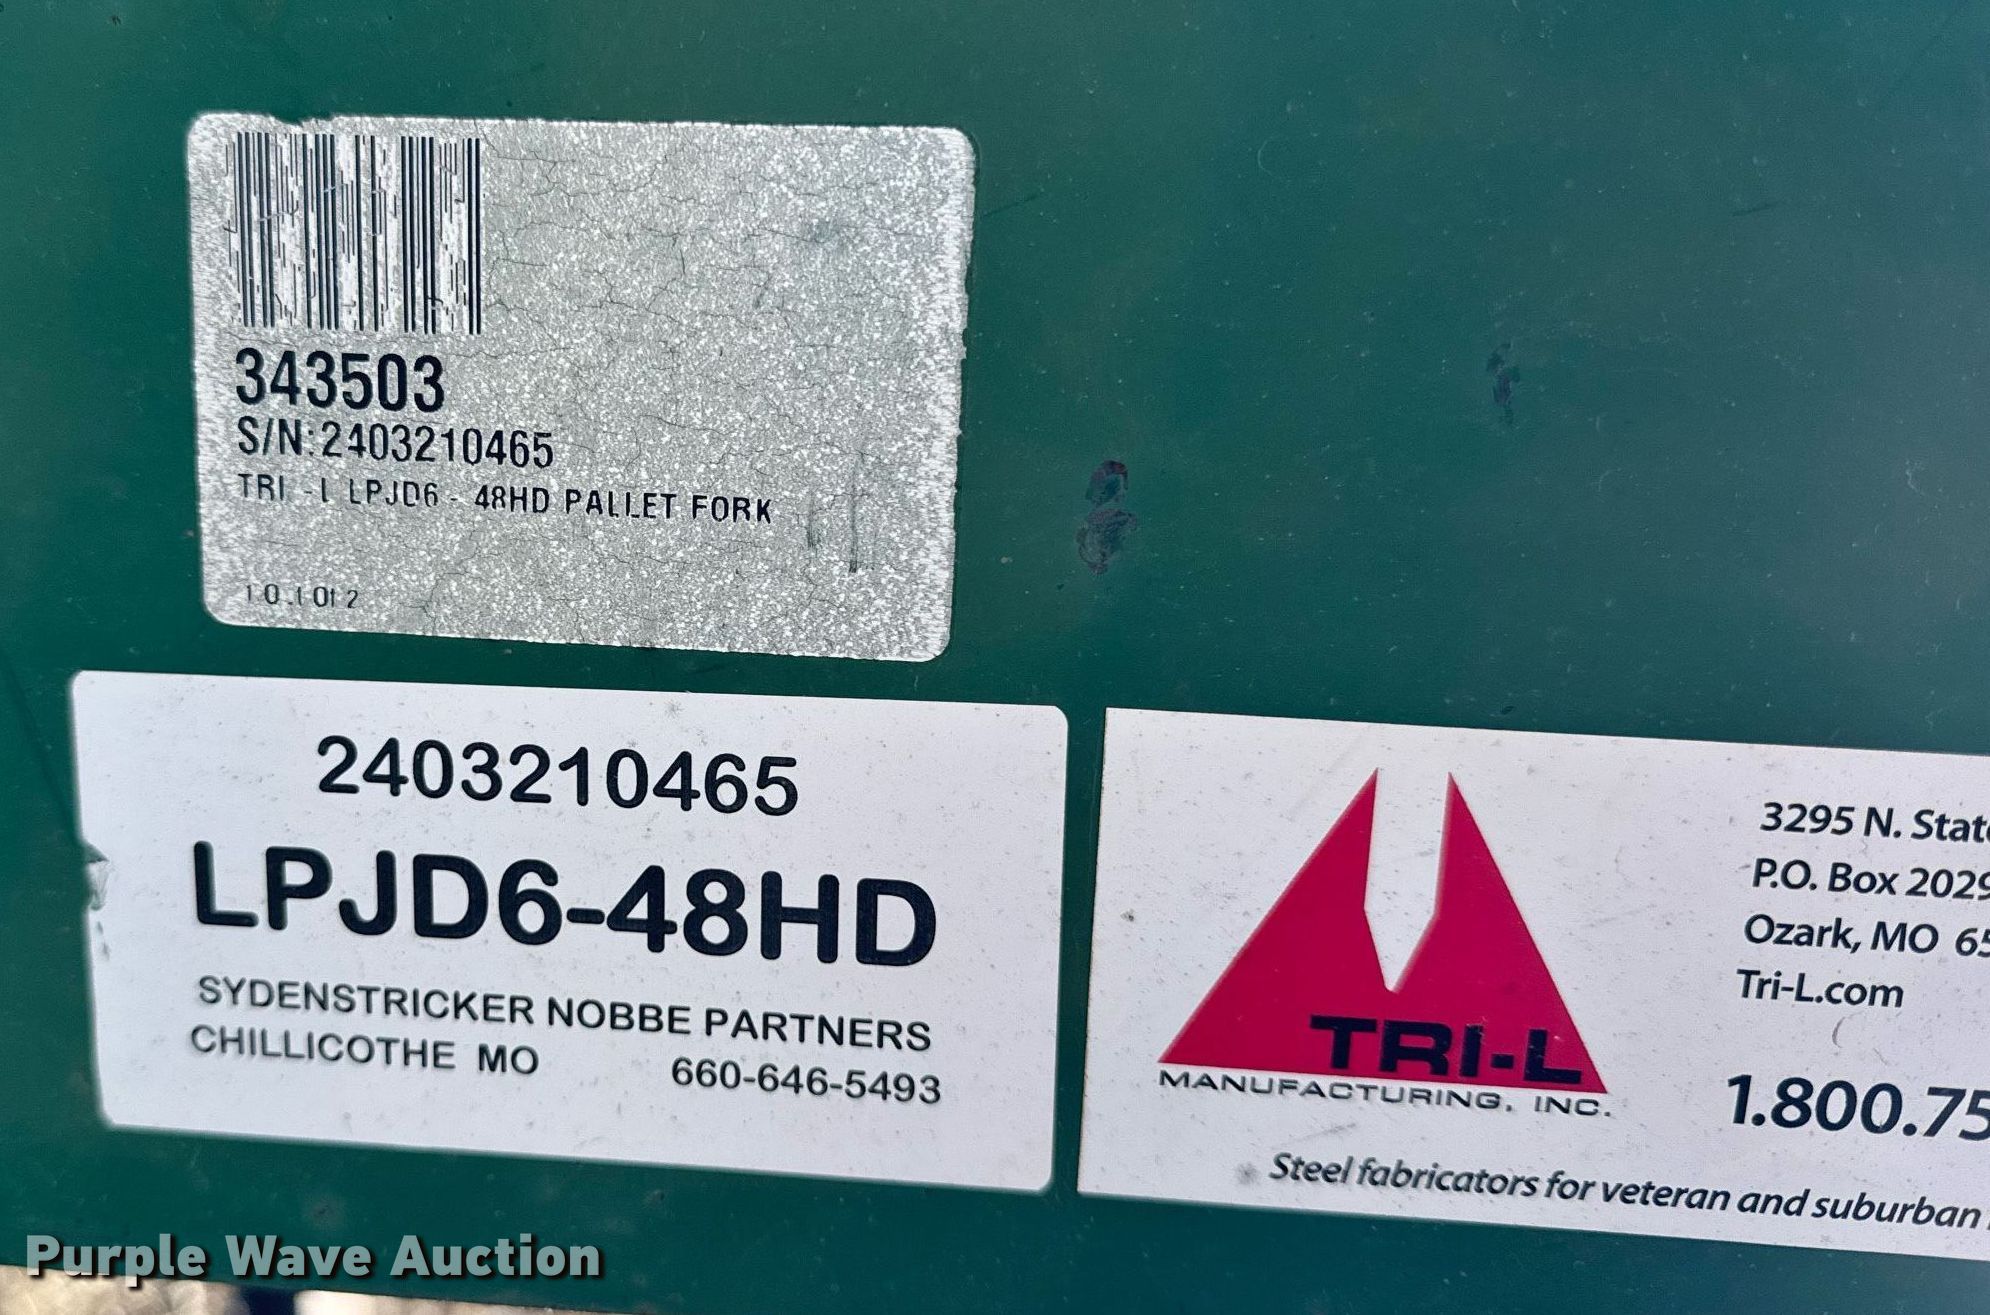 343503
S/N:2403210465
TRI-L LPJD6-48HD PALLET FORK
2403210465
LPJD6-48HD
SYDENSTRICKER NOBBE PARTNERS
CHILLICOTHE MO 660-646-5493
TRI-L
MANUFACTURING, INC.
3295 N. State
P.O. Box 2029
Ozark, MO 65
Tri-L.com
1.800.75
Steel fabricators for veteran and suburban
Purple Wave Auction